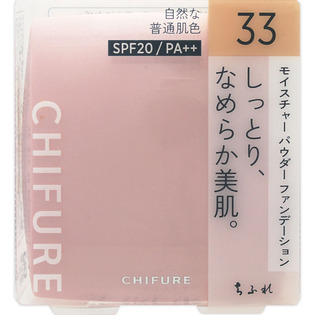 自然な
普通肌色
SPF20 / PA++
33
モイスチャー パウダー ファンデーション
しっとり、
なめらか美肌。
CHIFURE
CHIFURE
ちふれ